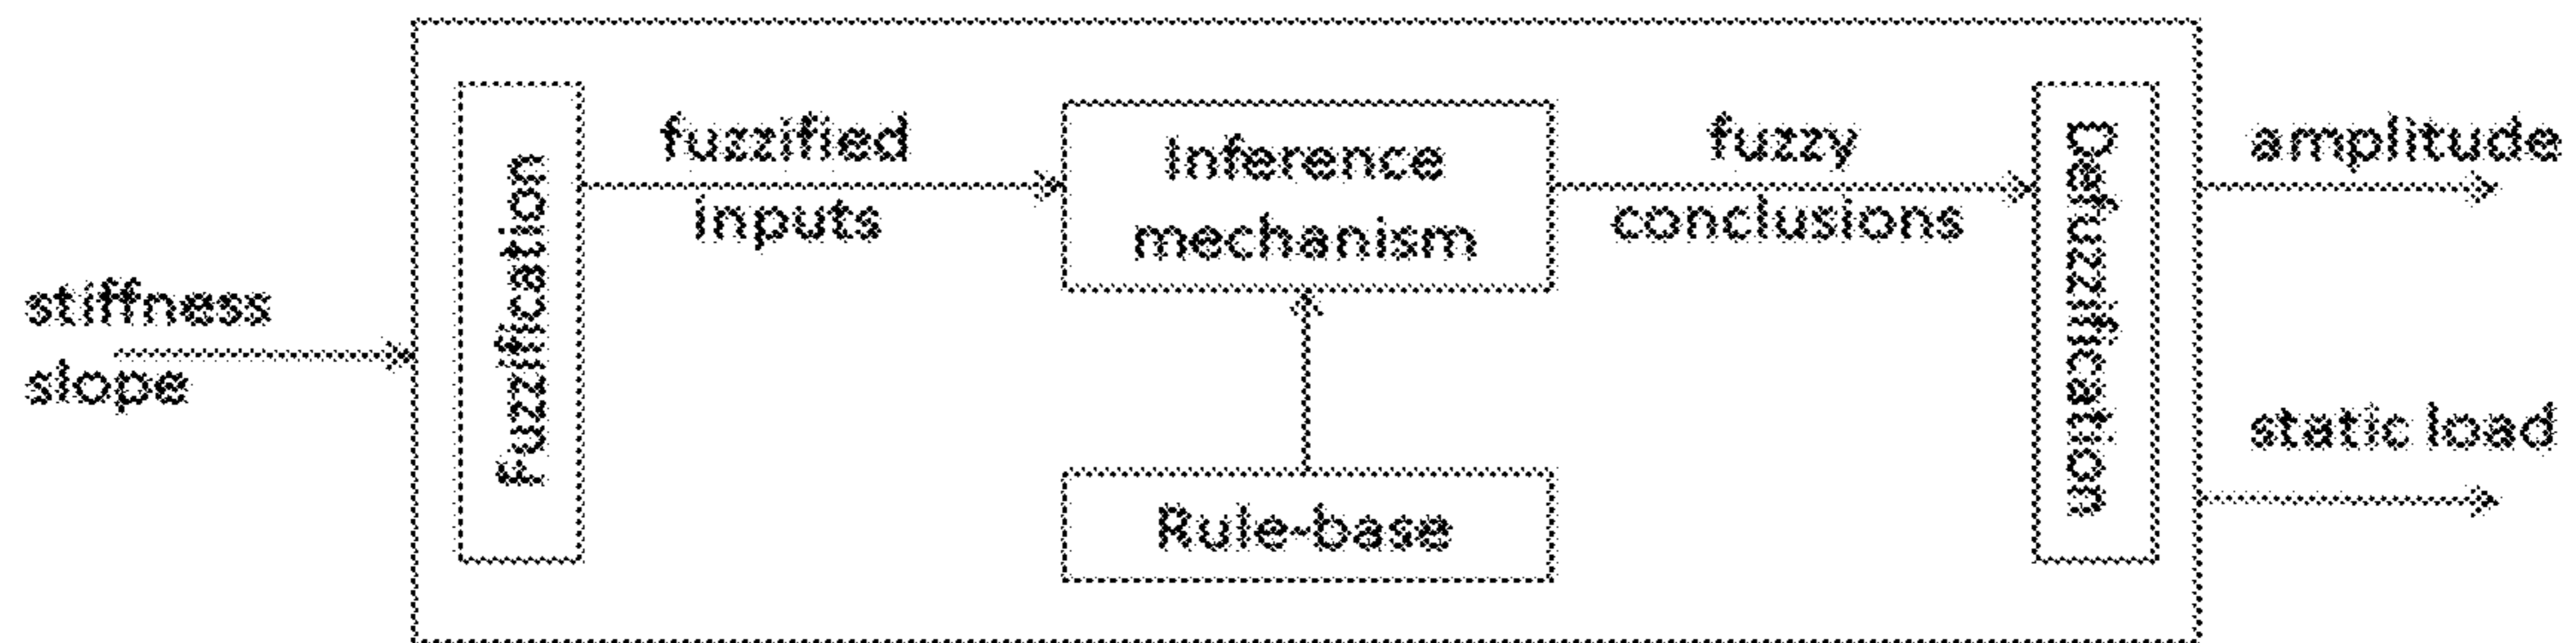 stiffness
slope
Fuzzification
fuzzified
inputs
Inference
mechanism
Rule-base
fuzzy
conclusions
Defuzzification
amplitude
static load